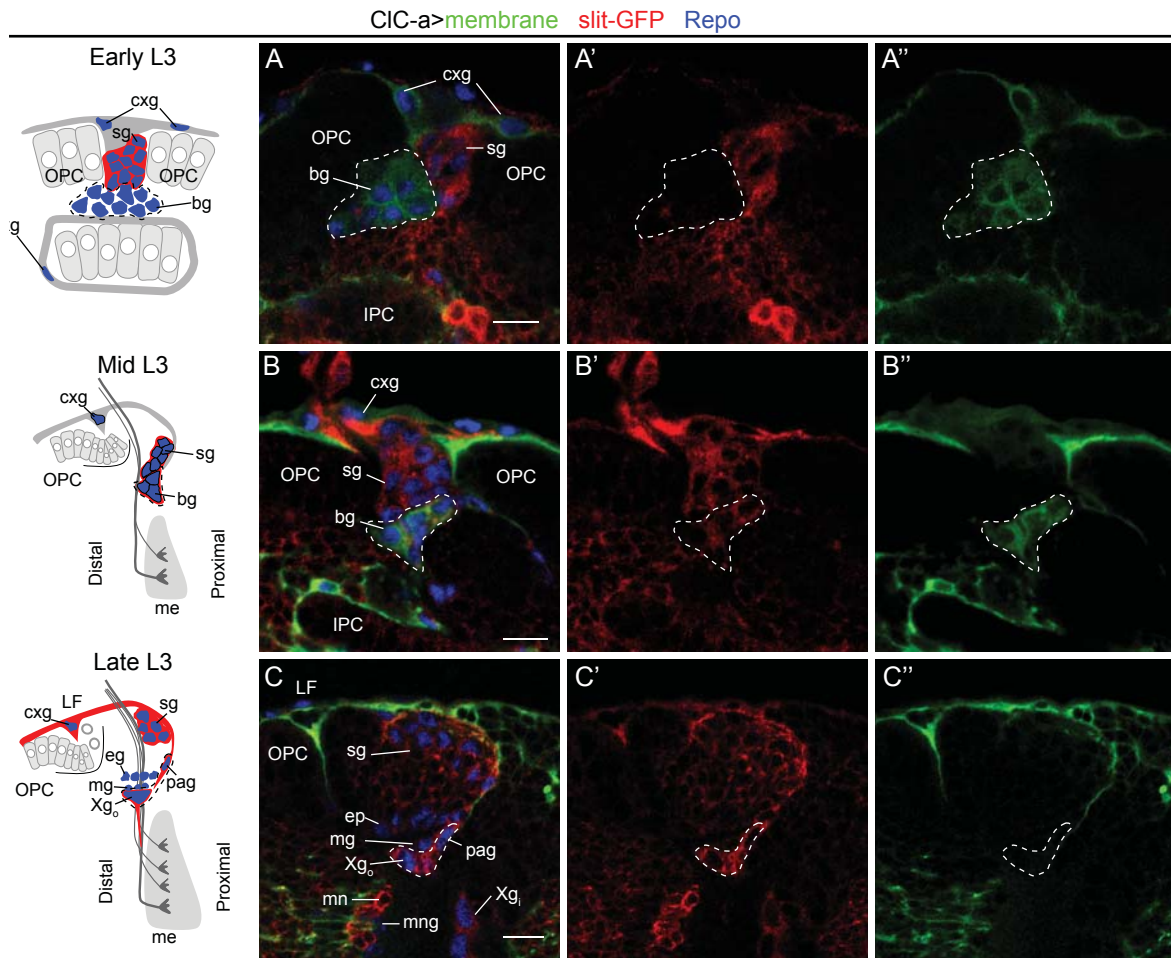 ClC-a>membrane slit-GFP Repo
Early L3
cxg
sg
OPC OPC
bg
g
A
cxg
OPC
sg
OPC
bg
IPC
A'
A''
Mid L3
cxg
OPC
sg
bg
Distal
Proximal
me
B
cxg
OPC
OPC
sg
bg
IPC
B'
B''
Late L3
LF
cxg
sg
eg
pag
OPC
mg
Xgo
Distal
Proximal
me
C
LF
OPC
sg
ep
mg
pag
Xgo
mn
Xgi
mng
C'
C''